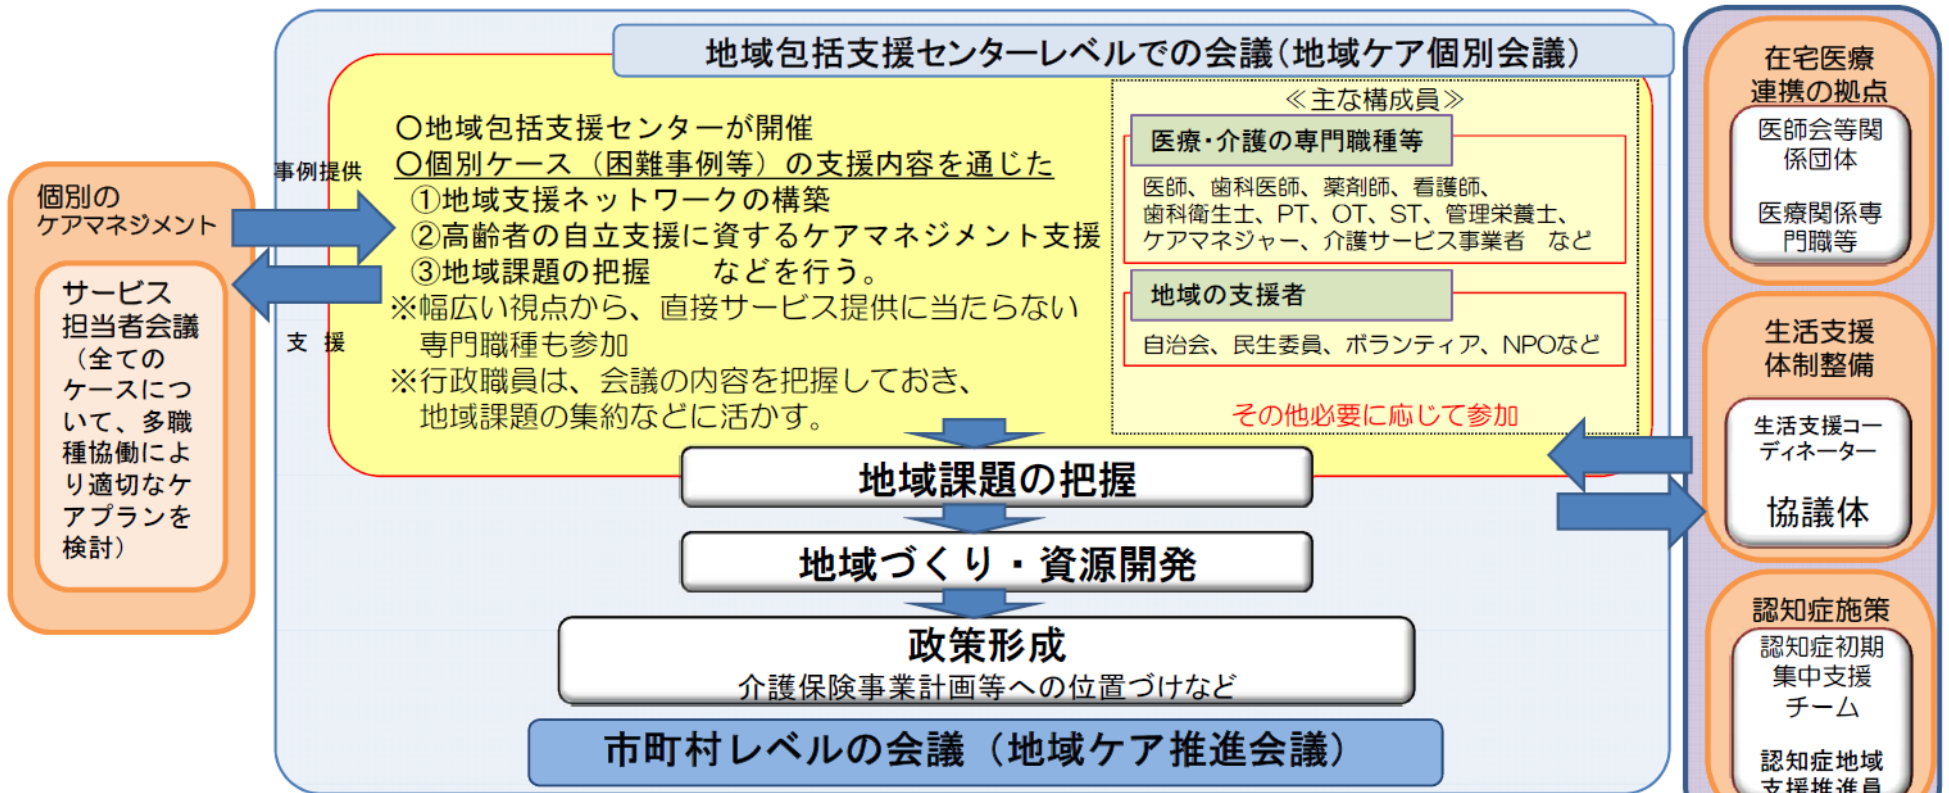 地域包括支援センターレベルでの会議(地域ケア個別会議)
〇地域包括支援センターが開催
〇個別ケース（困難事例等）の支援内容を通じた
①地域支援ネットワークの構築
②高齢者の自立支援に資するケアマネジメント支援
③地域課題の把握　　などを行う。
※幅広い視点から、直接サービス提供に当たらない
専門職種も参加
※行政職員は、会議の内容を把握しておき、
地域課題の集約などに活かす。
≪主な構成員≫
医療・介護の専門職種等
医師、歯科医師、薬剤師、看護師、
歯科衛生士、PT、OT、ST、管理栄養士、
ケアマネジャー、介護サービス事業者　など
地域の支援者
自治会、民生委員、ボランティア、NPOなど
その他必要に応じて参加
事例提供
支　援
個別の
ケアマネジメント
サービス
担当者会議
（全ての
ケースにつ
いて、多職
種協働によ
り適切なケ
アプランを
検討）
地域課題の把握
地域づくり・資源開発
政策形成
介護保険事業計画等への位置づけなど
市町村レベルの会議（地域ケア推進会議）
在宅医療
連携の拠点
医師会等関
係団体
医療関係専
門職等
生活支援
体制整備
生活支援コー
ディネーター
協議体
認知症施策
認知症初期
集中支援
チーム
認知症地域
支援推進員